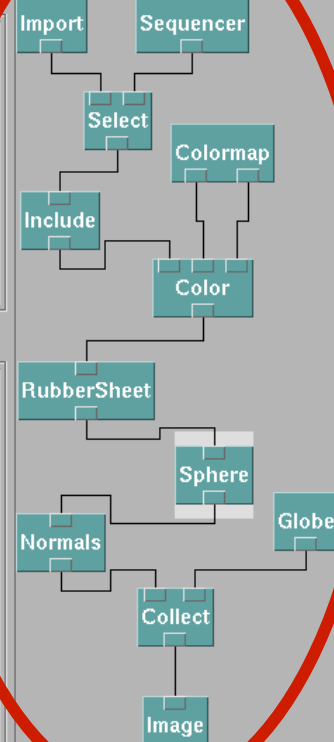 Import
Sequencer
Select
Colormap
Include
Color
RubberSheet
Sphere
Globe
Normals
Collect
Image